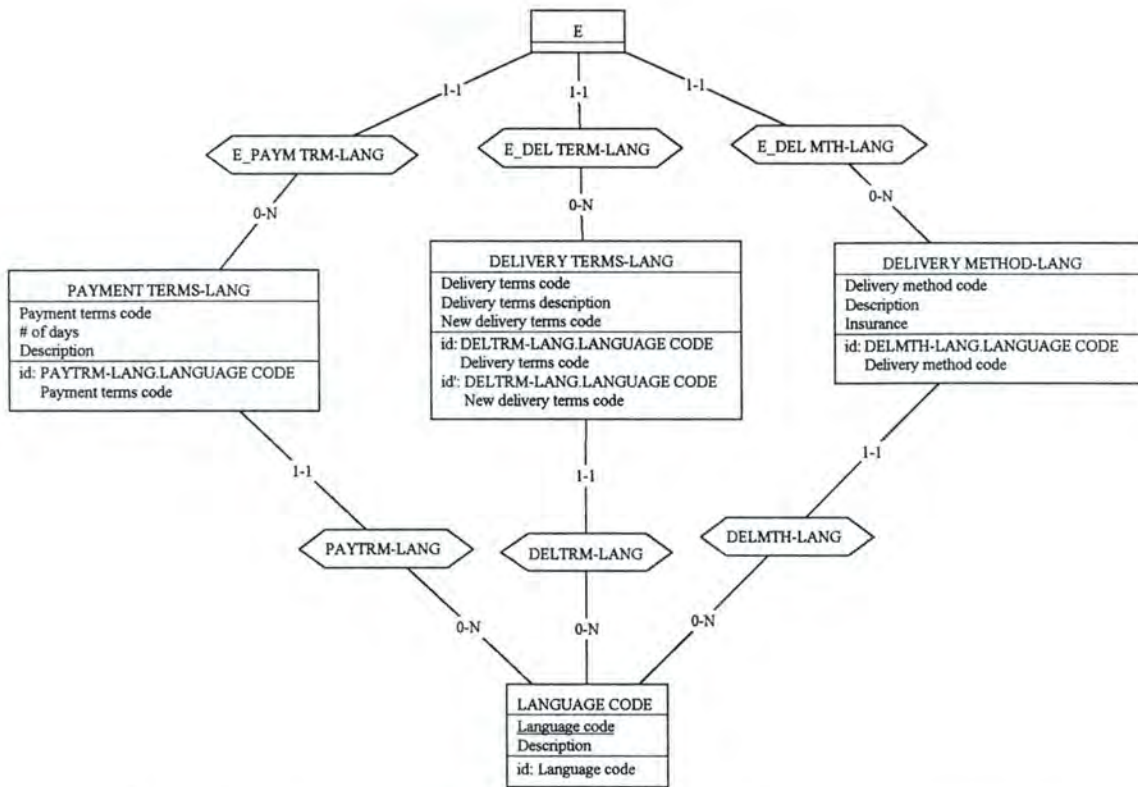 E
1-1
1-1
1-1
E_PAYM TRM-LANG
E_DEL TERM-LANG
E_DEL MTH-LANG
0-N
0-N
0-N
PAYMENT TERMS-LANG
Payment terms code
# of days
Description
id: PAYTRM-LANG.LANGUAGE CODE
Payment terms code
DELIVERY TERMS-LANG
Delivery terms code
Delivery terms description
New delivery terms code
id: DELTRM-LANG.LANGUAGE CODE
Delivery terms code
id': DELTRM-LANG.LANGUAGE CODE
New delivery terms code
DELIVERY METHOD-LANG
Delivery method code
Description
Insurance
id: DELMTH-LANG.LANGUAGE CODE
Delivery method code
1-1
1-1
1-1
PAYTRM-LANG
DELTRM-LANG
DELMTH-LANG
0-N
0-N
0-N
LANGUAGE CODE
Language code
Description
id: Language code